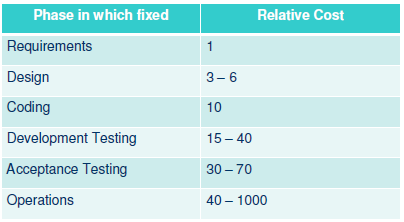 Phase in which fixed Relative Cost
Requirements 1
Design 3 – 6
Coding 10
Development Testing 15 – 40
Acceptance Testing 30 – 70
Operations 40 – 1000